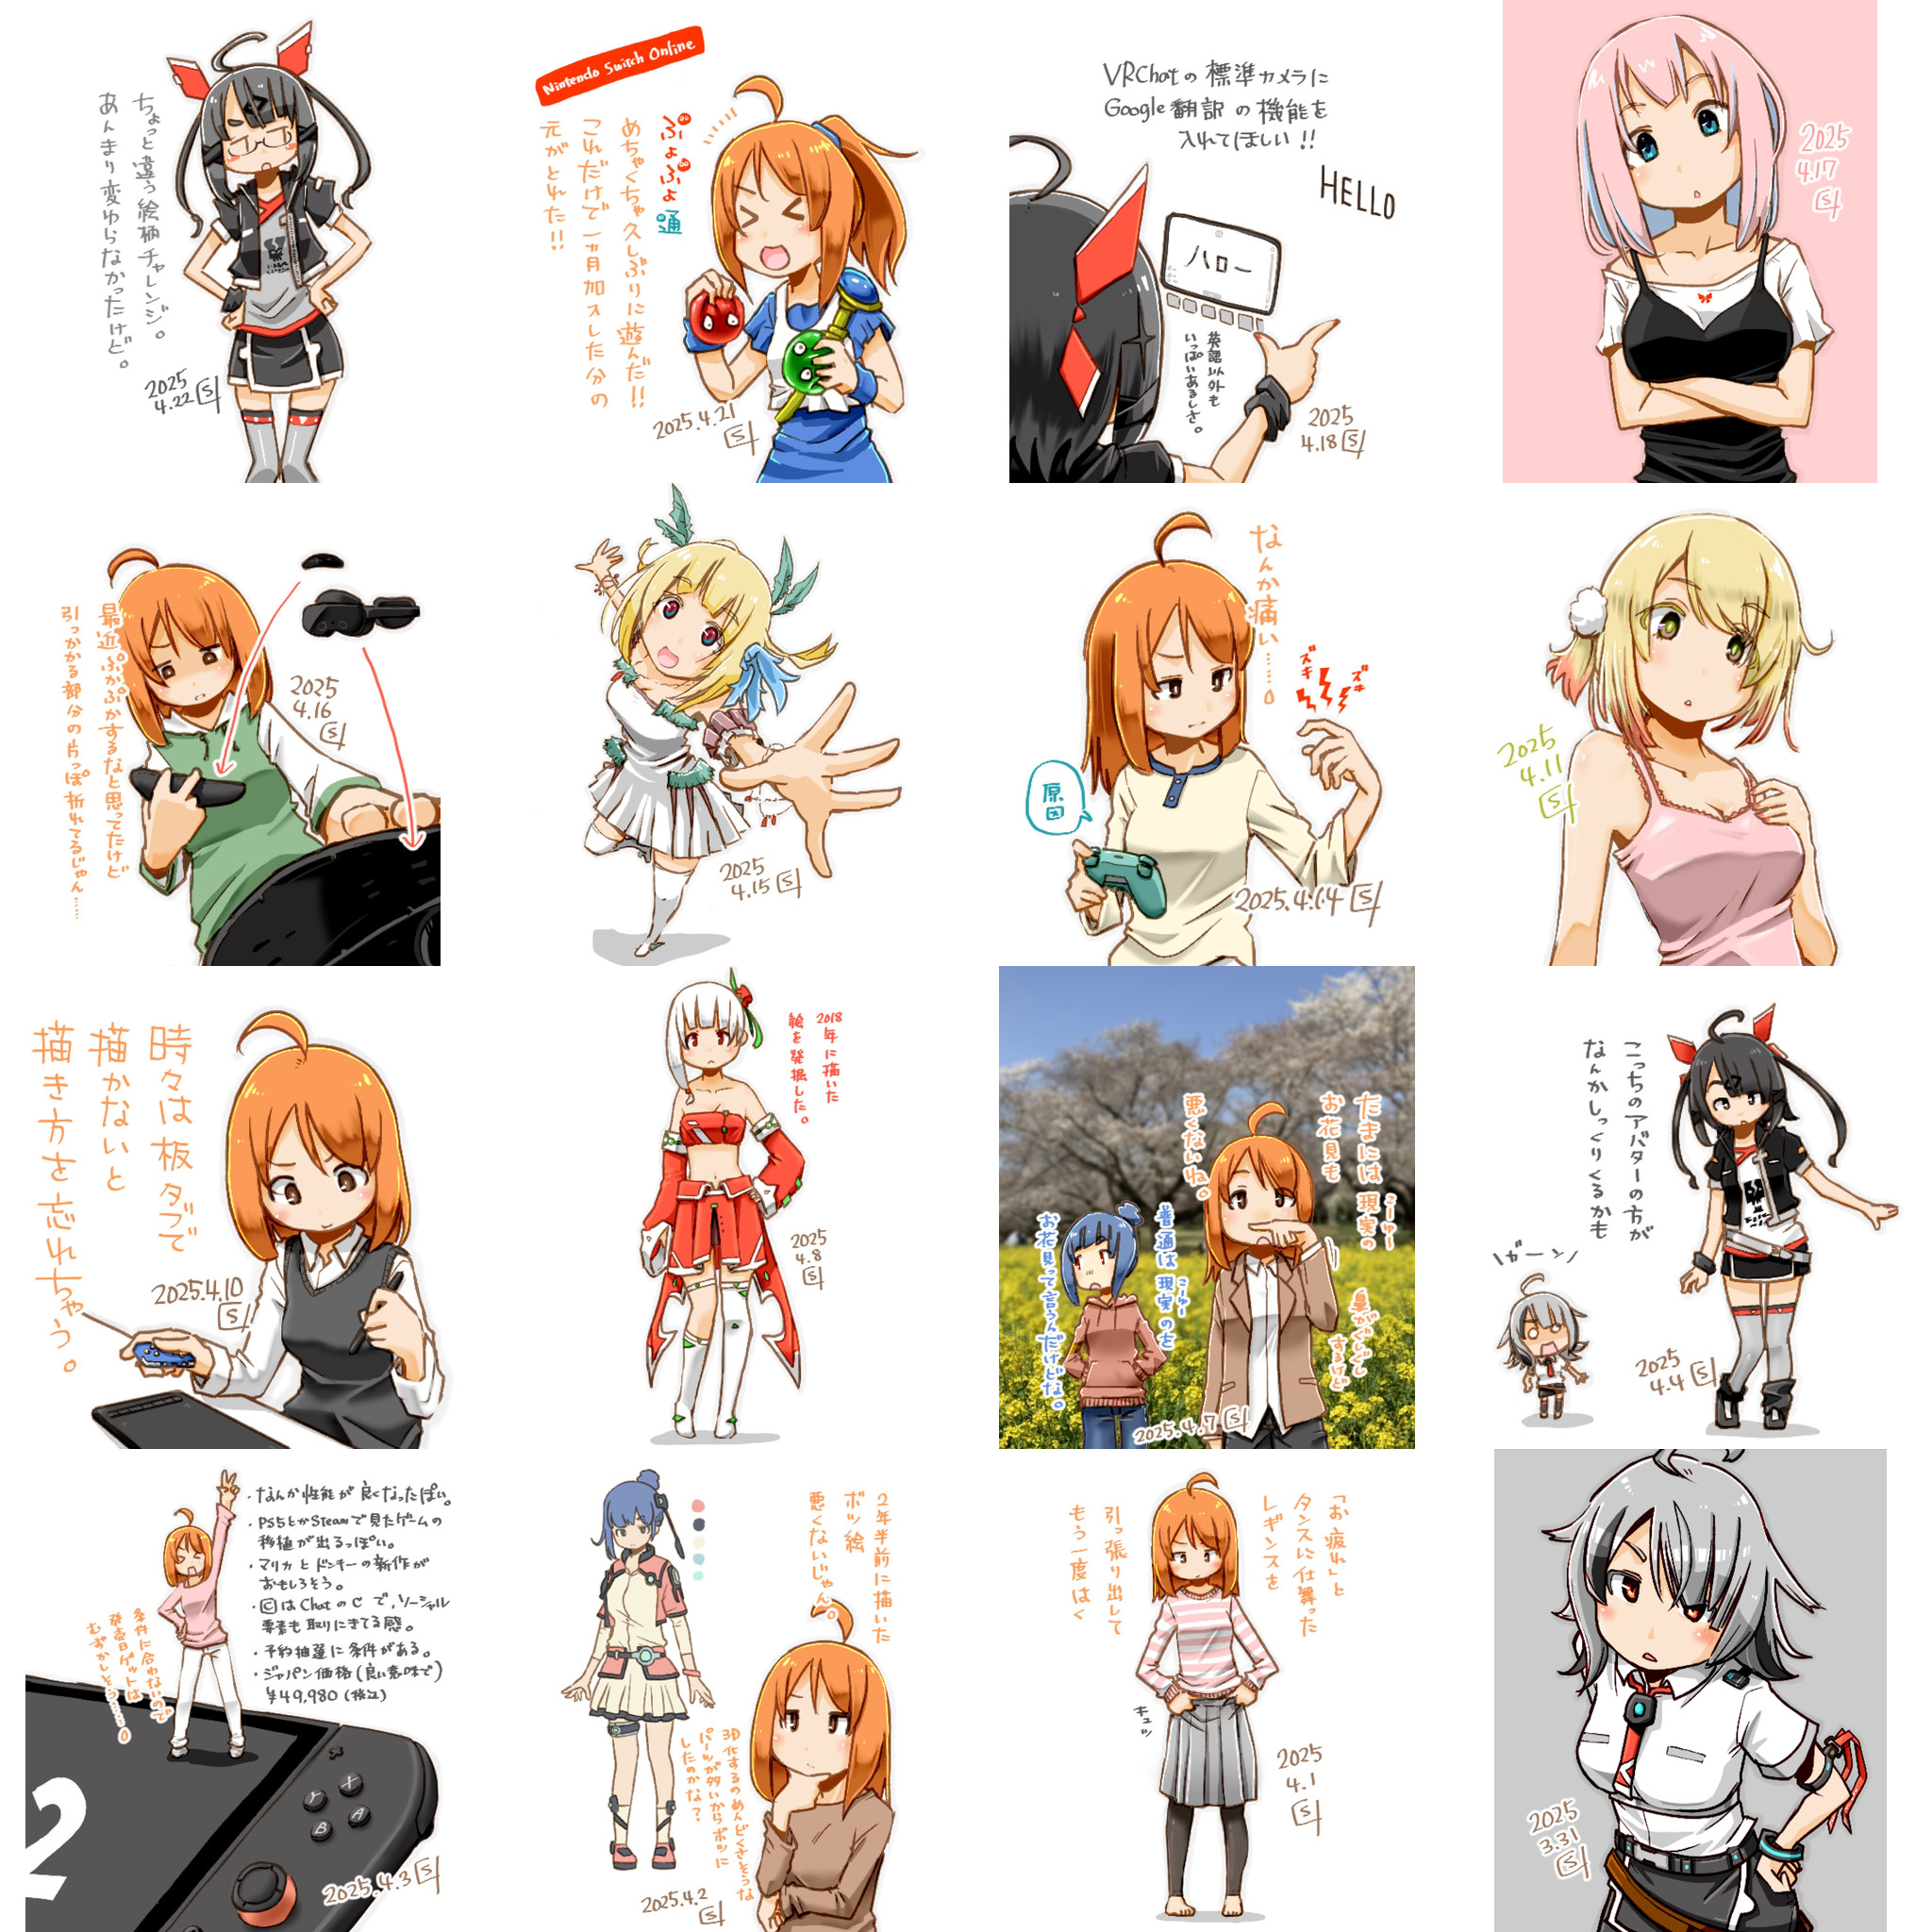 ちょっと違う絵柄チャレンジ。
あんまり変わらなかったけど。
2025
4.22
Nintendo Switch Online
ぷよぷよ通
めちゃくちゃ久しぶりに遊んだ!!
これだけで一ヶ月加入した分の
元がとれた!!
2025.4.21
VRChatの標準カメラに
Google翻訳の機能を
入れてほしい!!
HELLO
ハロー
英語以外も
いっぱいあるしさ。
2025
4.18
2025
4.17
最近ぷかぷかするなと思ってたけど
引っかかる部分の片っぽ折れてるじゃん……
2025
4.16
2025
4.15
なんか痛い……。
ズキ
ズキ
原因
2025.4.14
2025
4.11
時々は板タブで
描かないと
描き方を忘れちゃう。
2025.4.10
2018
年に描いた
絵を発掘した。
2025
4.8
たまには現実の
こーゆー
お花見も
悪くないね。
鼻がぐしぐし
するけど
普通は現実のを
こーゆー
お花見って言うんだけどな。
2025.4.7
こっちのアバターの方が
なんかしっくりくるかも
ガーン
2025
4.4
・なんか性能が良くなったぽい。
・PS5とかSteamで見たゲームの
移植が出るっぽい。
・マリカとドンキーの新作が
おもしろそう。
・CはChatのCで、ソーシャル
要素も取りにきてる感。
・予約抽選に条件がある。
・ジャパン価格(良い意味で)
¥49,980(税込)
条件に合わないので
発売日ゲットは
むずかしそう……。
2
X
Y
A
B
2025.4.3
2年半前に描いた
ボツ絵
悪くないじゃん。
3D化するのめんどくさそうな
パーツが多いからボツに
したのかな?
2025.4.2
「お疲れ」と
タンスに仕舞った
レギンスを
引っ張り出して
もう一度はく
キュッ
2025
4.1
2025
3.31